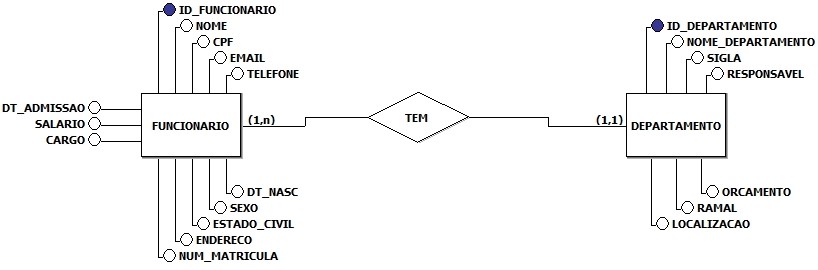 ID_FUNCIONARIO
NOME
CPF
EMAIL
TELEFONE
DT_ADMISSAO
SALARIO
CARGO
FUNCIONARIO
(1,n)
DT_NASC
SEXO
ESTADO_CIVIL
ENDERECO
NUM_MATRICULA
TEM
ID_DEPARTAMENTO
NOME_DEPARTAMENTO
SIGLA
RESPONSAVEL
(1,1)
DEPARTAMENTO
ORCAMENTO
RAMAL
LOCALIZACAO